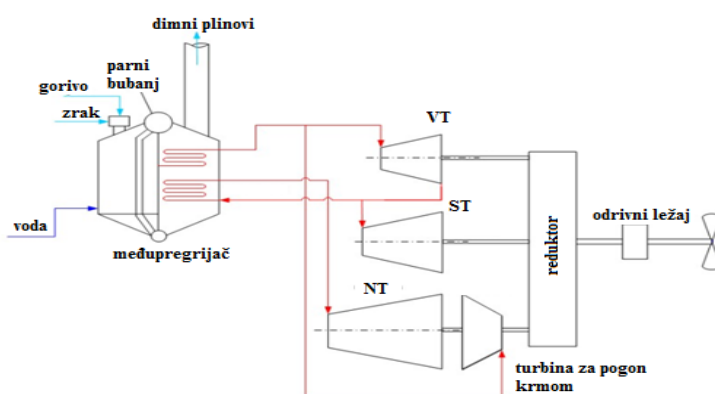 dimni plinovi
parni
bubanj
gorivo
zrak
VT
voda
međupregrijač
ST
odrivni ležaj
reduktor
NT
turbina za pogon
krmom